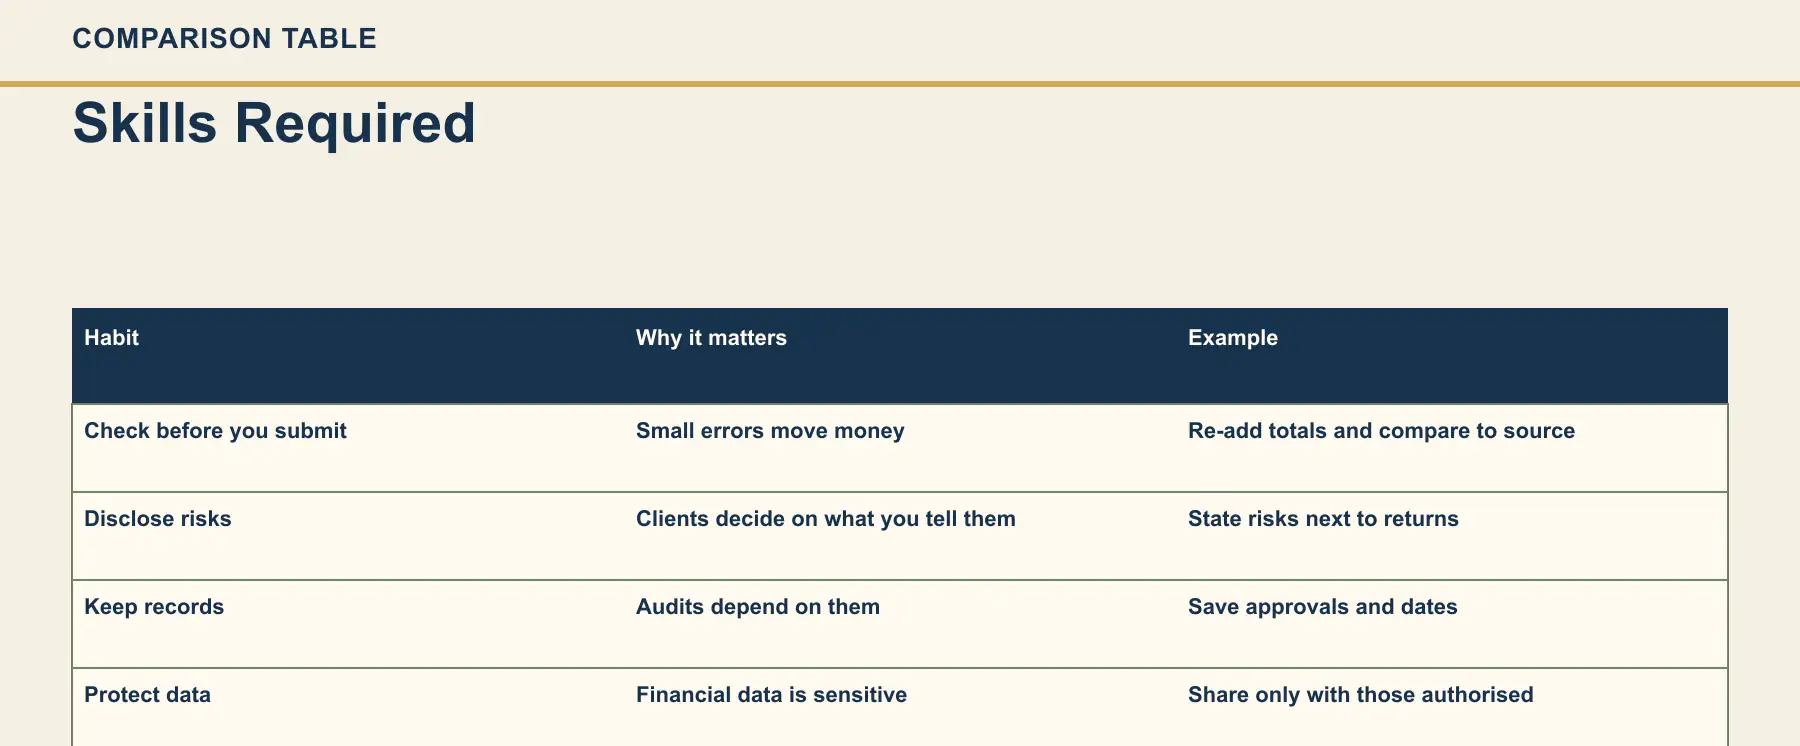 COMPARISON TABLE
Skills Required
Habit Why it matters Example
Check before you submit Small errors move money Re-add totals and compare to source
Disclose risks Clients decide on what you tell them State risks next to returns
Keep records Audits depend on them Save approvals and dates
Protect data Financial data is sensitive Share only with those authorised